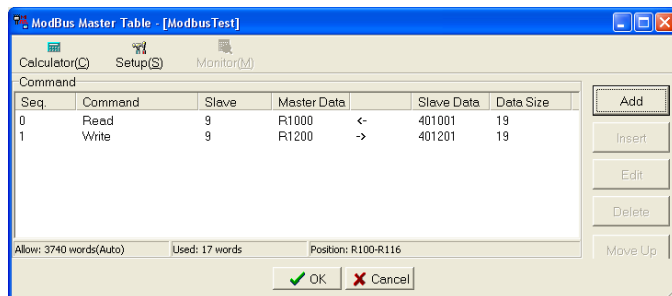 ModBus Master Table - [ModbusTest]
Calculator(C) Setup(S) Monitor(M)
Command
Seq. Command Slave Master Data Slave Data Data Size
0 Read 9 R1000 <- 401001 19
1 Write 9 R1200 -> 401201 19
Add
Insert
Edit
Delete
Move Up
Allow: 3740 words(Auto) Used: 17 words Position: R100-R116
OK Cancel